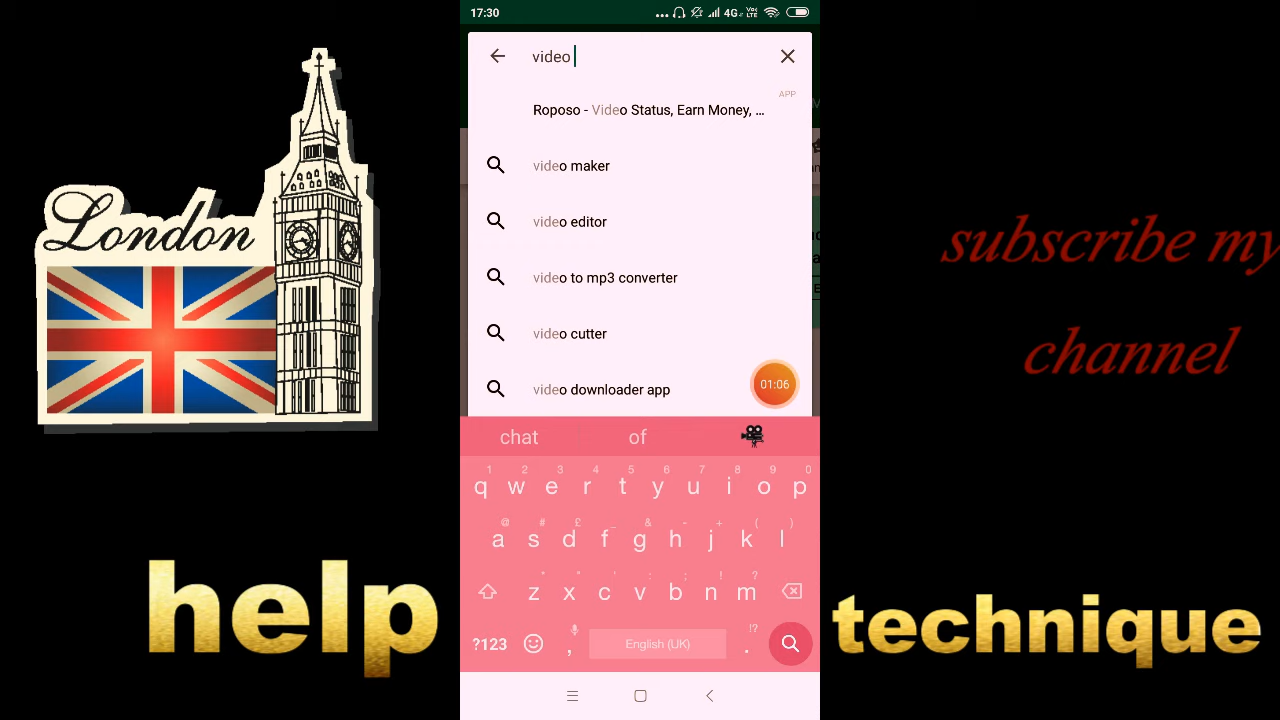 17:30
4G
Vo
LTE
video
APP
Roposo - Video Status, Earn Money, ...
video maker
video editor
video to mp3 converter
video cutter
video downloader app
01:06
chat of
1 2 3 4 5 6 7 8 9 0
q w e r t y u i o p
@ # £ _ & - + ( )
a s d f g h j k l
* " ' : ; ! ?
z x c v b n m
!?
?123 , English (UK) .
London
help
subscribe my
channel
technique